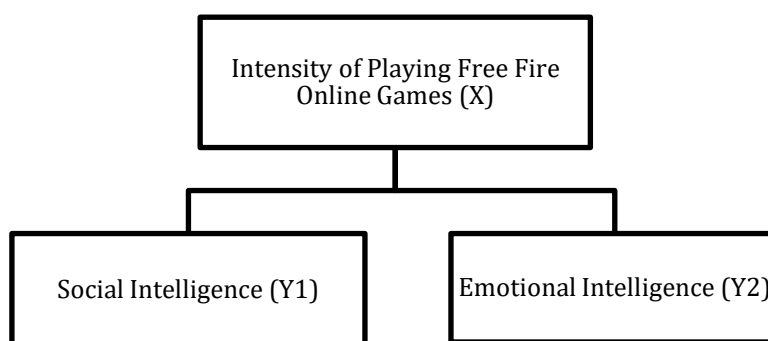 Intensity of Playing Free Fire
Online Games (X)
Social Intelligence (Y1)
Emotional Intelligence (Y2)